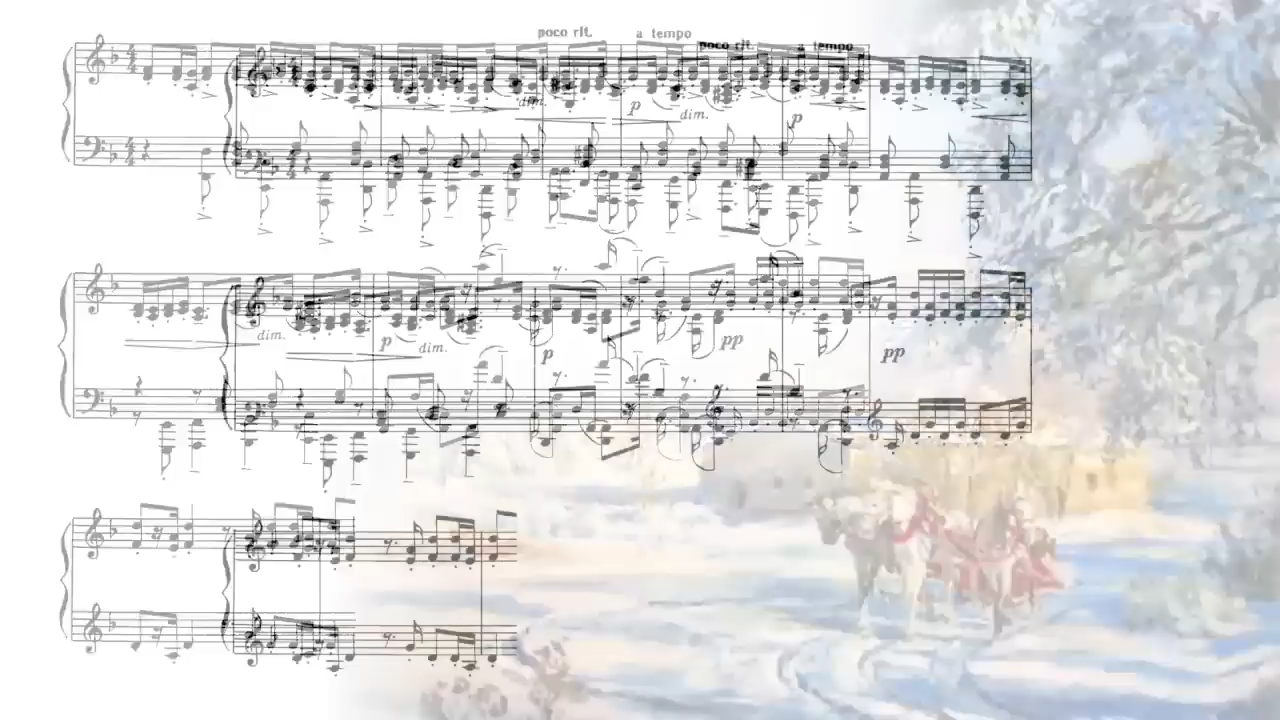 poco rit. a tempo
poco rit. a tempo
dim.
p dim.
p
dim. p dim. p pp pp